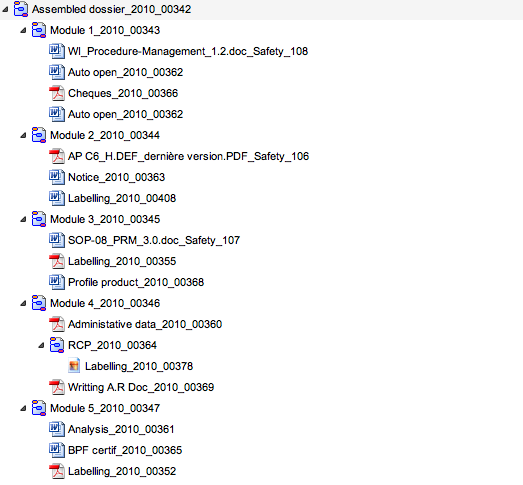 Assembled dossier_2010_00342
Module 1_2010_00343
WI_Procedure-Management_1.2.doc_Safety_108
Auto open_2010_00362
Cheques_2010_00366
Auto open_2010_00362
Module 2_2010_00344
AP C6_H.DEF_dernière version.PDF_Safety_106
Notice_2010_00363
Labelling_2010_00408
Module 3_2010_00345
SOP-08_PRM_3.0.doc_Safety_107
Labelling_2010_00355
Profile product_2010_00368
Module 4_2010_00346
Administative data_2010_00360
RCP_2010_00364
Labelling_2010_00378
Writting A.R Doc_2010_00369
Module 5_2010_00347
Analysis_2010_00361
BPF certif_2010_00365
Labelling_2010_00352